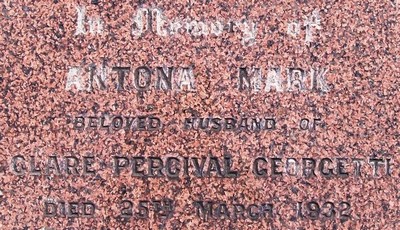 In Memory of
ANTONA MARK
BELOVED HUSBAND OF
CLARE PERCIVAL GEORGETTI
DIED 25TH MARCH 1932